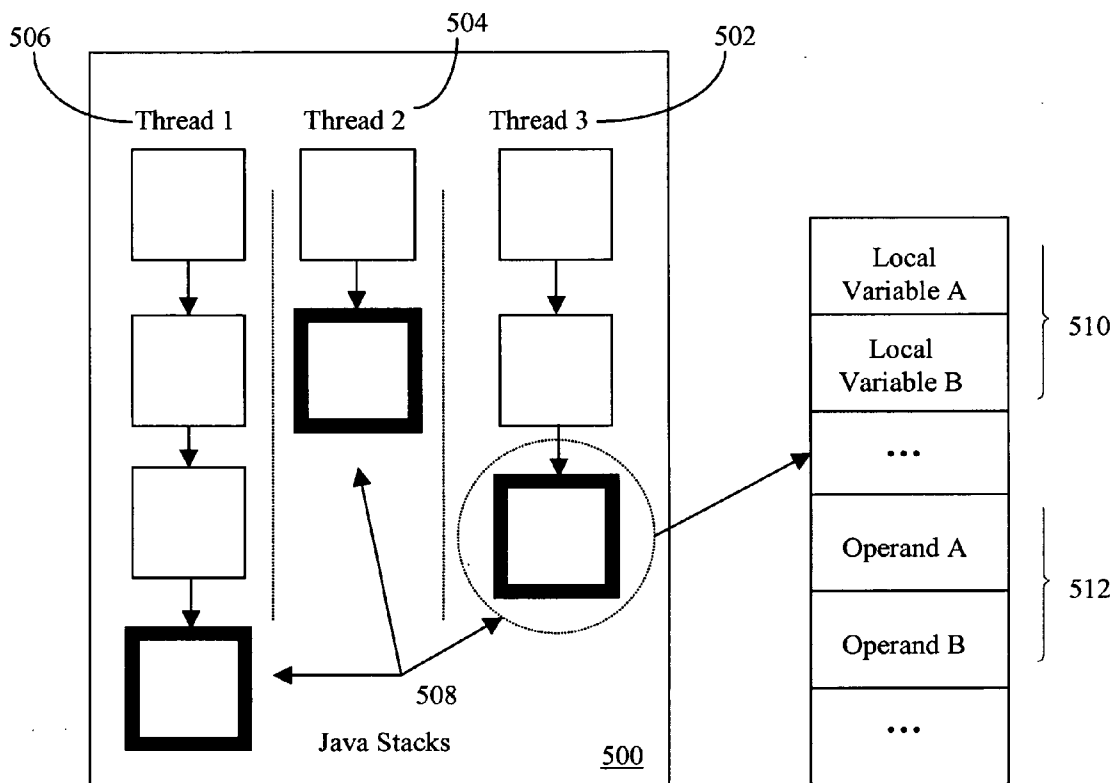 506
504
502
Thread 1
Thread 2
Thread 3
Local
Variable A
510
Local
Variable B
...
Operand A
512
Operand B
508
...
Java Stacks
500